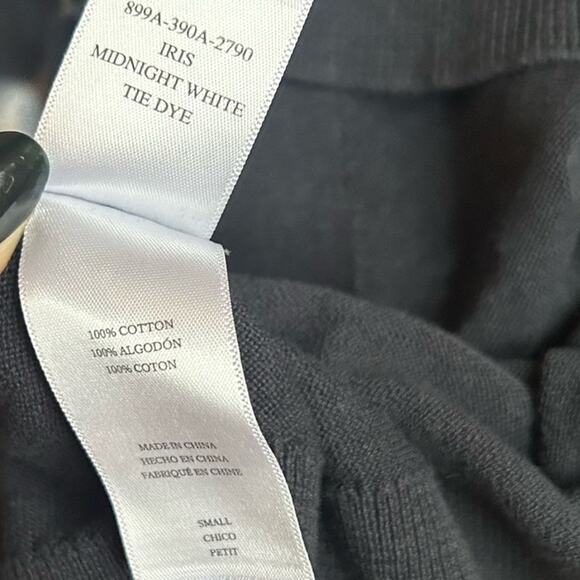 899A-390A-2790
IRIS
MIDNIGHT WHITE
TIE DYE
100% COTTON
100% ALGODÓN
100% COTON
MADE IN CHINA
HECHO EN CHINA
FABRIQUÉ EN CHINE
SMALL
CHICO
PETIT